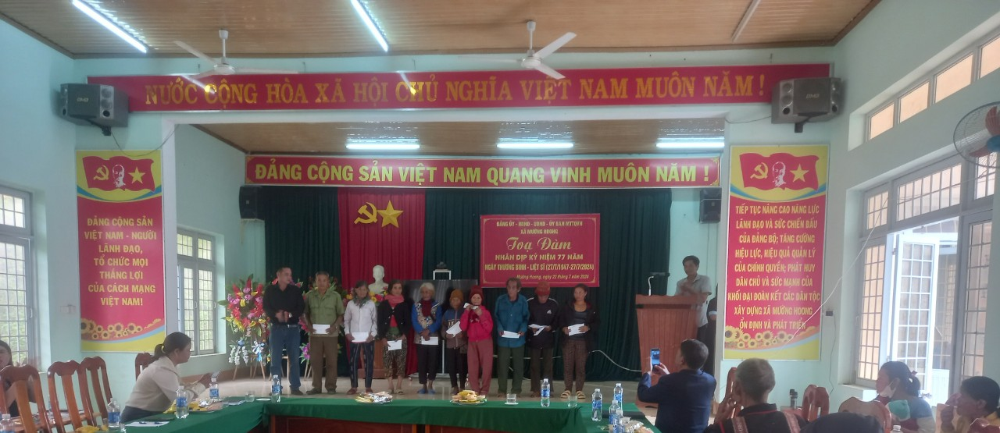 NƯỚC CỘNG HÒA XÃ HỘI CHỦ NGHĨA VIỆT NAM MUÔN NĂM !
ĐẢNG CỘNG SẢN VIỆT NAM QUANG VINH MUÔN NĂM !
ĐẢNG CỘNG SẢN
VIỆT NAM - NGƯỜI
LÃNH ĐẠO,
TỔ CHỨC MỌI
THẮNG LỢI
CỦA CÁCH MẠNG
VIỆT NAM!
ĐẢNG ỦY - HĐND - UBND - ỦY BAN MTTQVN
XÃ MƯỜNG HOONG
Toạ Đàm
NHÂN DỊP KỶ NIỆM 77 NĂM
NGÀY THƯƠNG BINH - LIỆT SĨ (27/7/1947-27/7/2024)
Mường Hoong, ngày 22 tháng 7 năm 2024
TIẾP TỤC NÂNG CAO NĂNG LỰC
LÃNH ĐẠO VÀ SỨC CHIẾN ĐẤU
CỦA ĐẢNG BỘ; TĂNG CƯỜNG
HIỆU LỰC, HIỆU QUẢ QUẢN LÝ
CỦA CHÍNH QUYỀN; PHÁT HUY
DÂN CHỦ VÀ SỨC MẠNH CỦA
KHỐI ĐẠI ĐOÀN KẾT CÁC DÂN TỘC
XÂY DỰNG XÃ MƯỜNG HOONG
ỔN ĐỊNH VÀ PHÁT TRIỂN